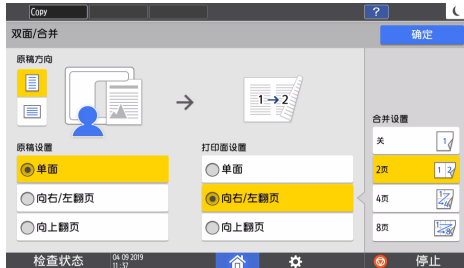 Copy
?
双面/合并
确定
原稿方向
1→2
合并设置
原稿设置
单面
向右/左翻页
向上翻页
打印面设置
单面
向右/左翻页
向上翻页
关
2页
4页
8页
检查状态
04 09 2019
11:37
停止